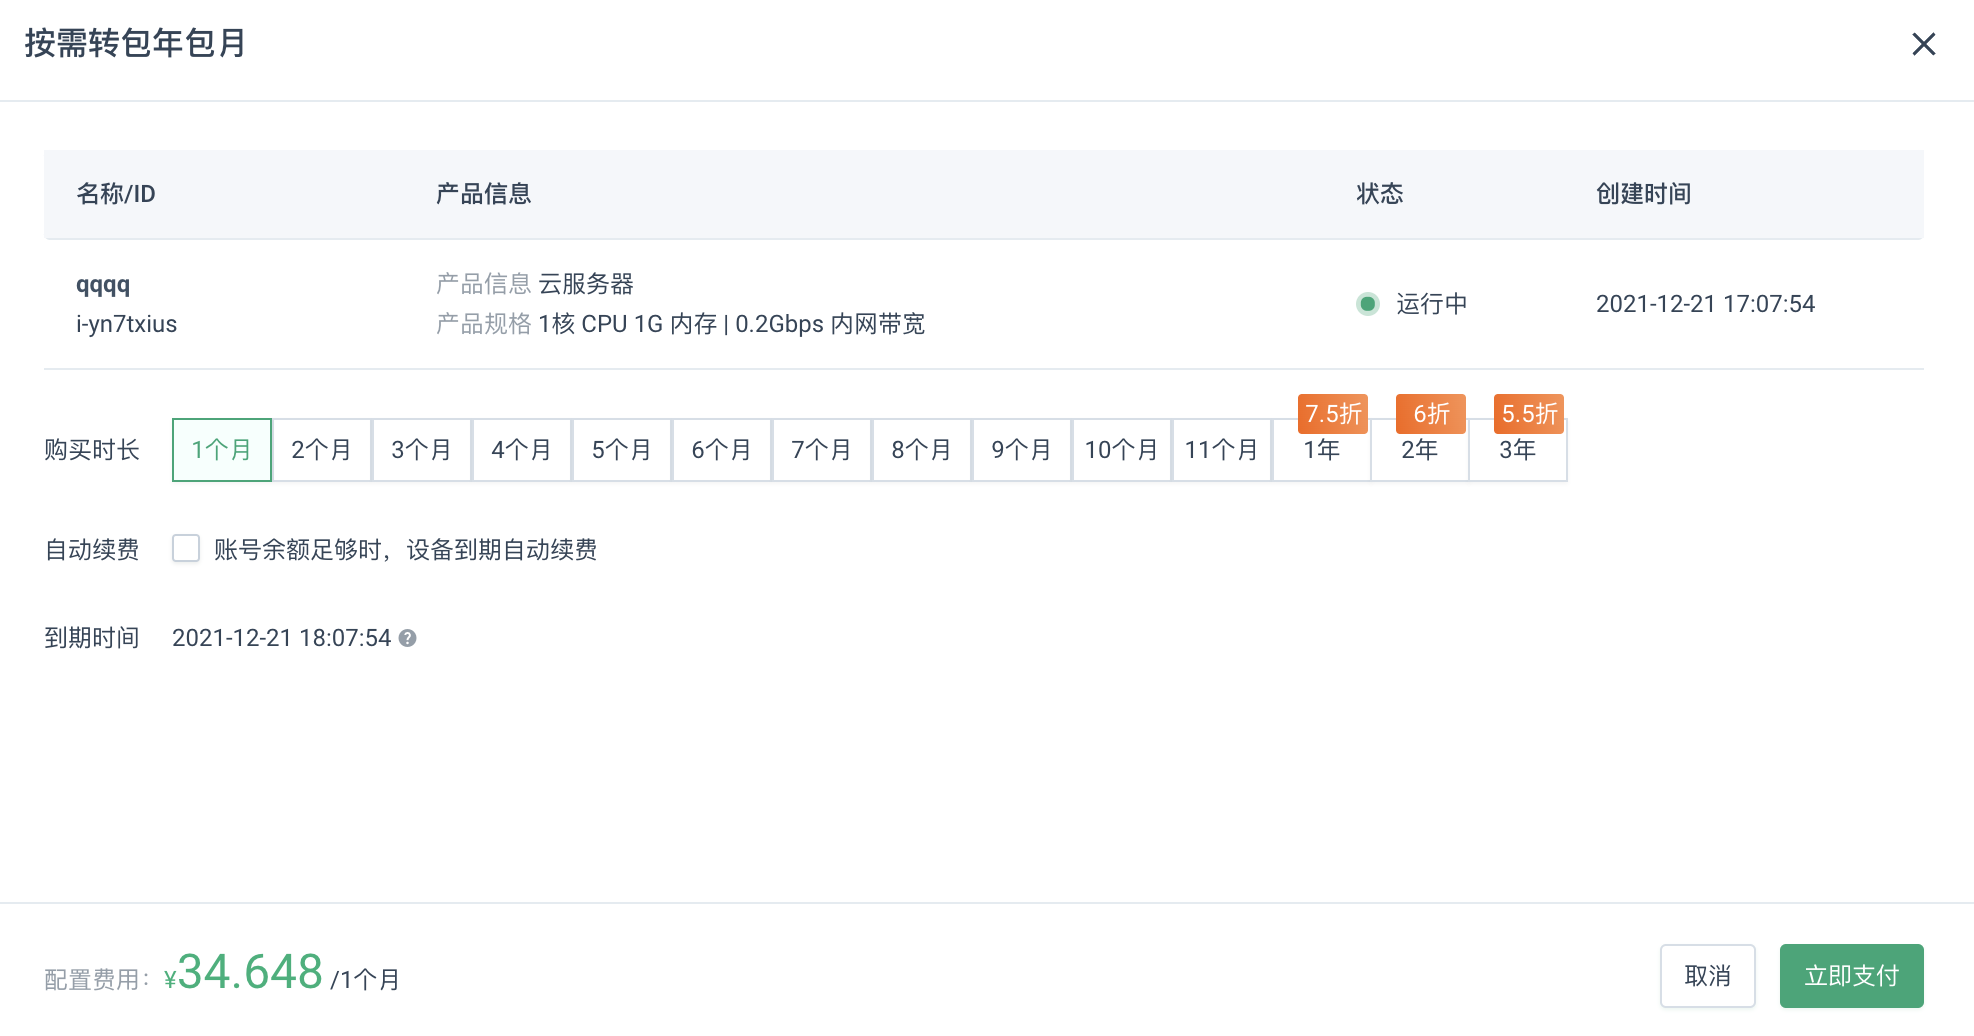 按需转包年包月
名称/ID 产品信息 状态 创建时间
qqqq
i-yn7txius
产品信息 云服务器
产品规格 1核 CPU 1G 内存 | 0.2Gbps 内网带宽
运行中
2021-12-21 17:07:54
7.5折 6折 5.5折
购买时长 1个月 2个月 3个月 4个月 5个月 6个月 7个月 8个月 9个月 10个月 11个月 1年 2年 3年
自动续费 账号余额足够时，设备到期自动续费
到期时间 2021-12-21 18:07:54 ?
配置费用：¥34.648 /1个月
取消 立即支付